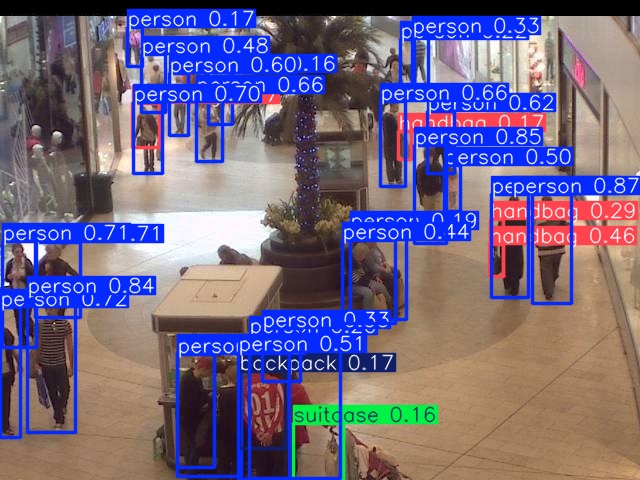 person 0.17
person 0.33
person 0.48
person 0.60
0.16
0.66
person 0.70
person 0.66
person 0.62
handbag 0.17
person 0.85
person 0.50
person 0.87
handbag 0.29
handbag 0.46
person 0.19
person 0.44
person 0.71
.71
person 0.84
person 0.72
person 0.33
person 0.51
backpack 0.17
suitcase 0.16